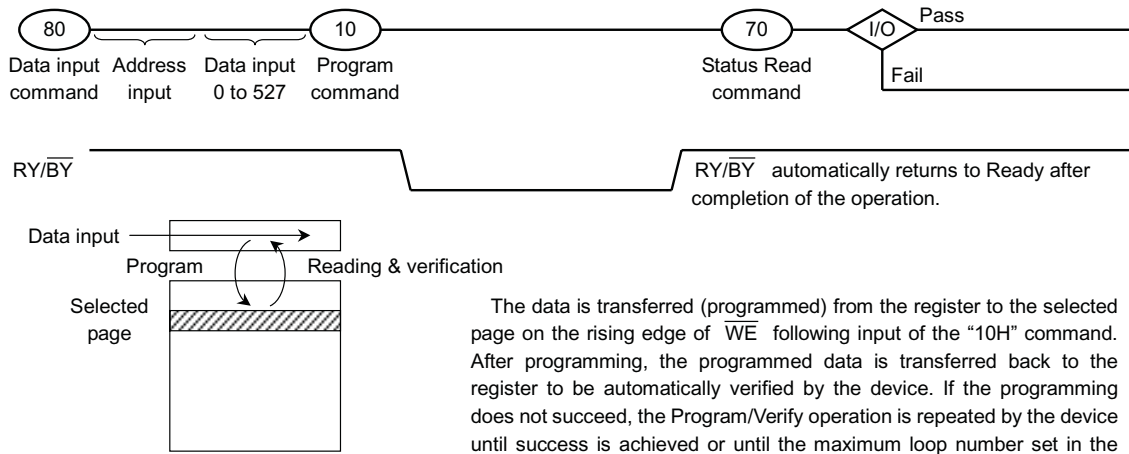 80
10
70
I/O
Pass
Fail
Data input
command
Address
input
Data input
0 to 527
Program
command
Status Read
command
RY/B̅Y̅
RY/B̅Y̅ automatically returns to Ready after
completion of the operation.
Data input
Program
Reading & verification
Selected
page
The data is transferred (programmed) from the register to the selected
page on the rising edge of W̅E̅ following input of the “10H” command.
After programming, the programmed data is transferred back to the
register to be automatically verified by the device. If the programming
does not succeed, the Program/Verify operation is repeated by the device
until success is achieved or until the maximum loop number set in the